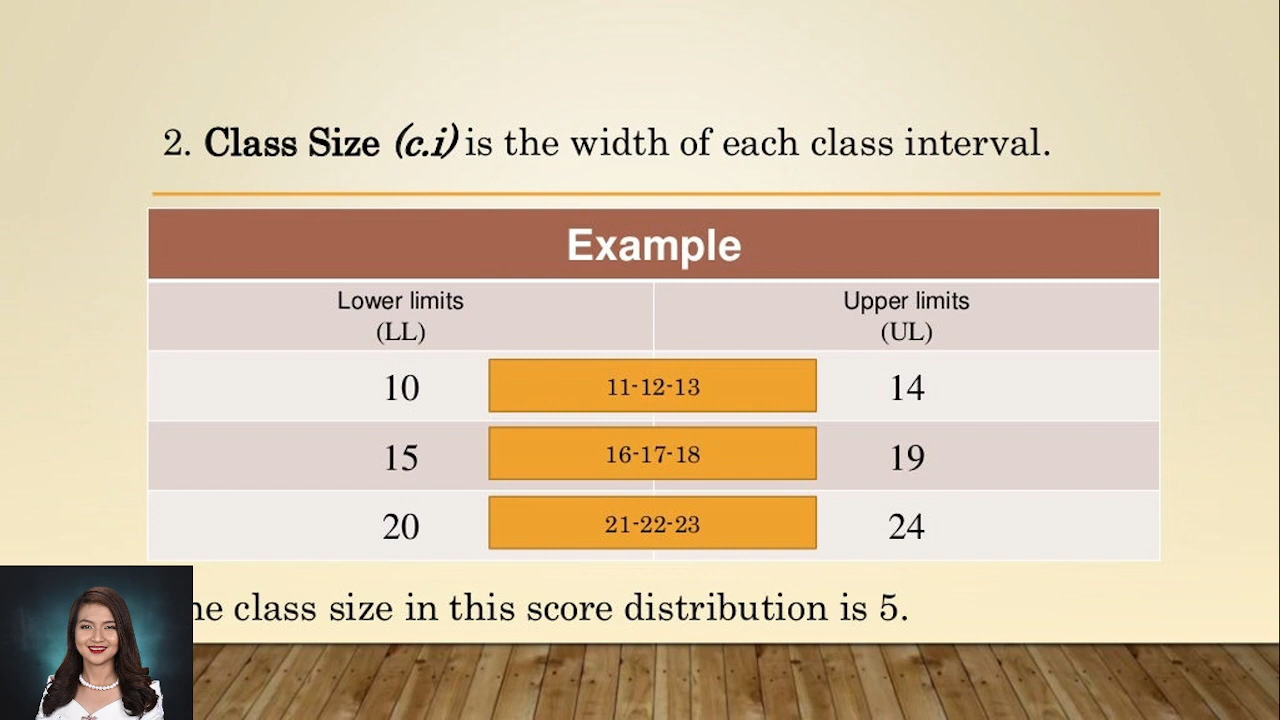 2. Class Size (c.i) is the width of each class interval.
Example
Lower limits
(LL)
Upper limits
(UL)
10 11-12-13 14
15 16-17-18 19
20 21-22-23 24
class size in this score distribution is 5.